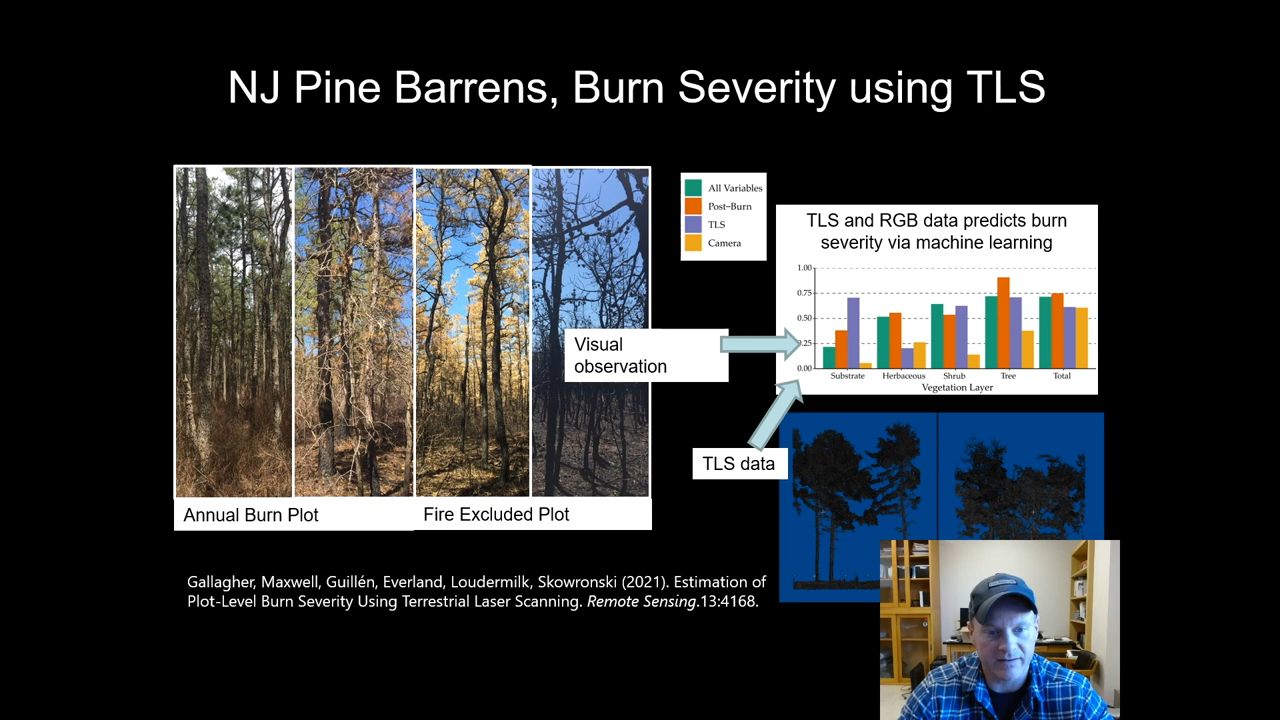 NJ Pine Barrens, Burn Severity using TLS
All Variables
Post-Burn
TLS
Camera
TLS and RGB data predicts burn
severity via machine learning
1.00
0.75
0.50
0.25
0.00
Substrate Herbaceous Shrub Tree Total
Vegetation Layer
Visual
observation
TLS data
Annual Burn Plot
Fire Excluded Plot
Gallagher, Maxwell, Guillén, Everland, Loudermilk, Skowronski (2021). Estimation of
Plot-Level Burn Severity Using Terrestrial Laser Scanning. Remote Sensing.13:4168.